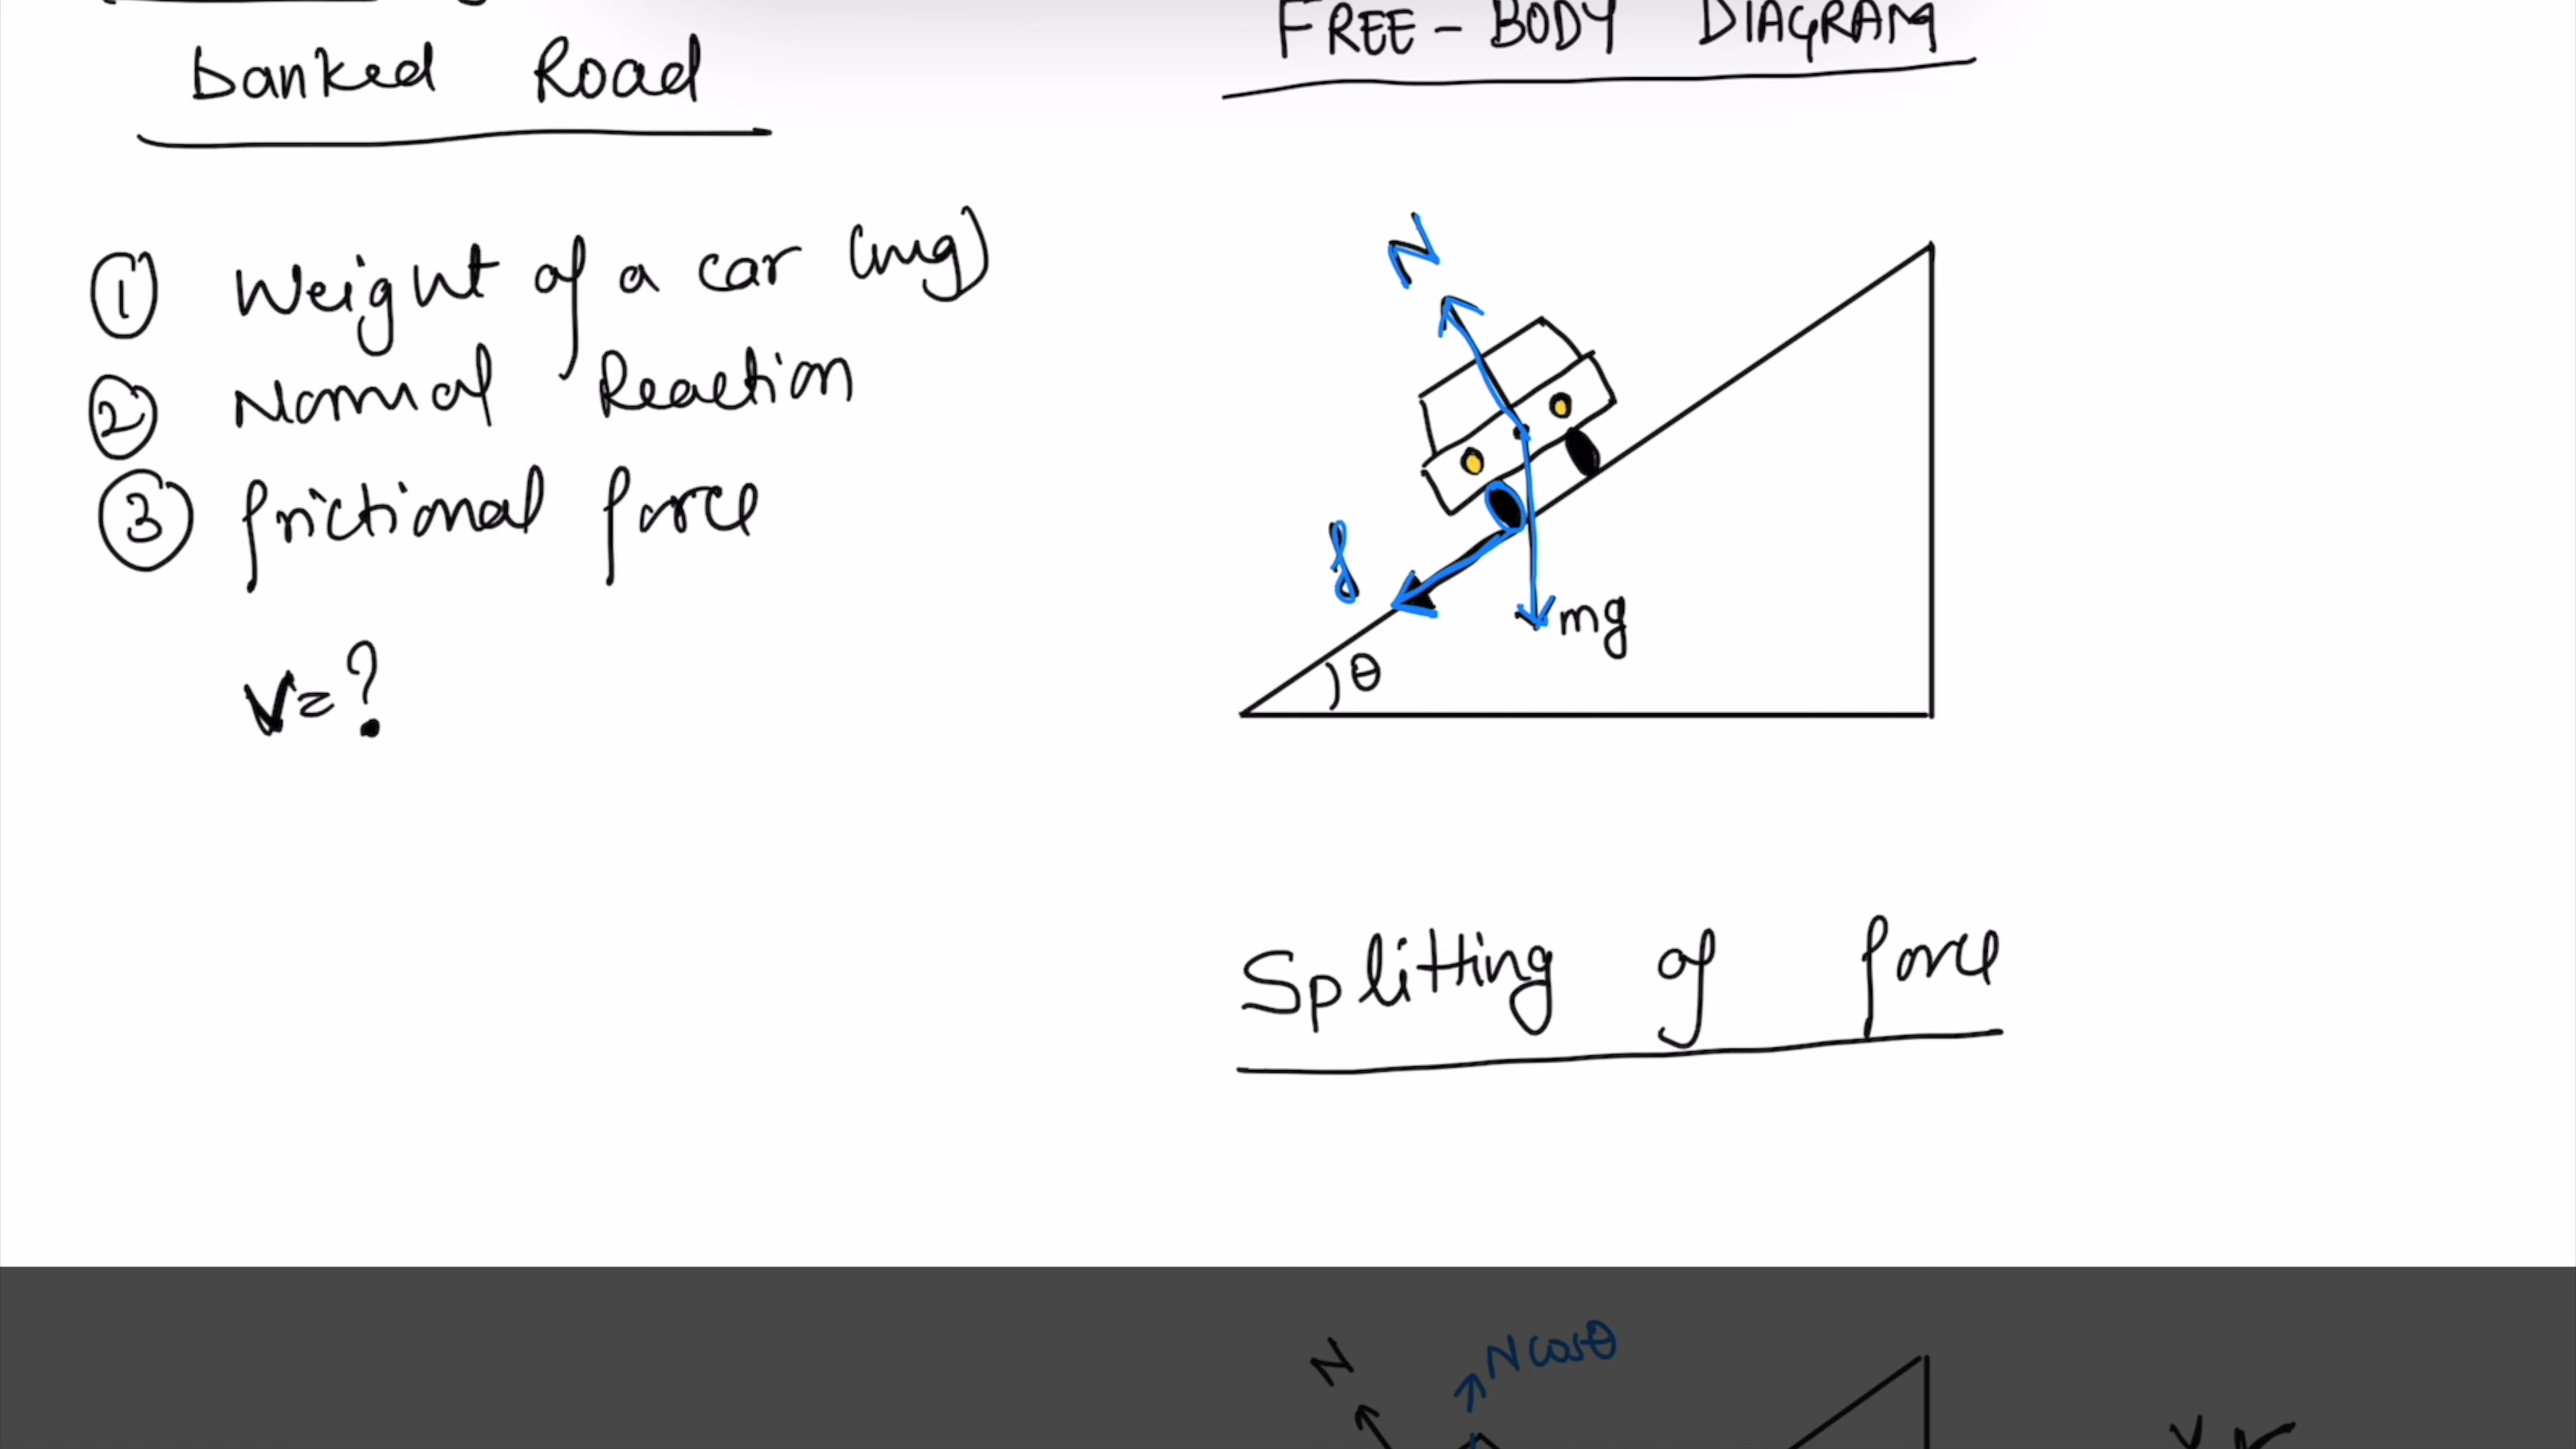 banked Road
① Weight of a car (mg)
② Normal Reaction
③ frictional force
v=?
FREE-BODY DIAGRAM
N
f
mg
θ
Splitting of force
N
Ncosθ